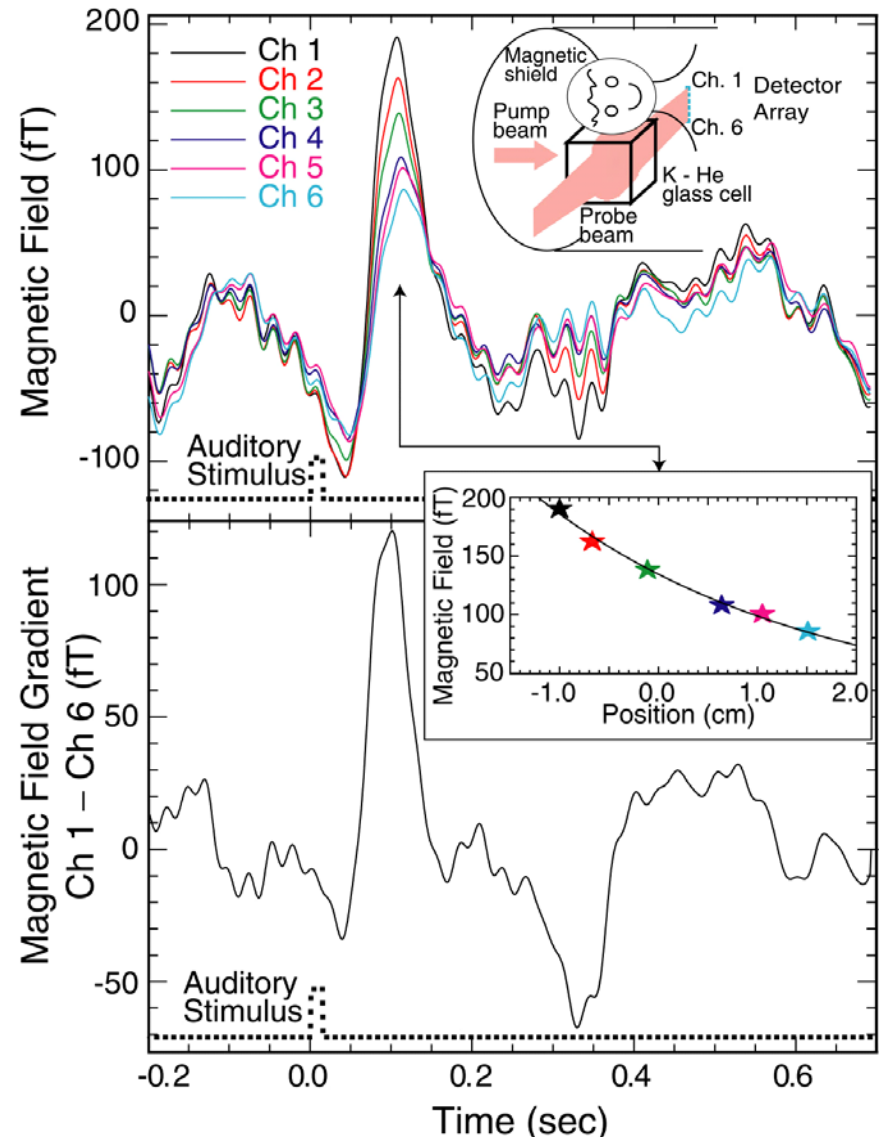 200
100
0
-100
Magnetic Field (fT)
Ch 1
Ch 2
Ch 3
Ch 4
Ch 5
Ch 6
Magnetic
shield
Pump
beam
Ch. 1
Ch. 6
Detector
Array
K - He
glass cell
Probe
beam
Auditory
Stimulus
200
150
100
50
Magnetic Field (fT)
-1.0 0.0 1.0 2.0
Position (cm)
100
50
0
-50
Magnetic Field Gradient
Ch 1 – Ch 6 (fT)
Auditory
Stimulus
-0.2 0.0 0.2 0.4 0.6
Time (sec)